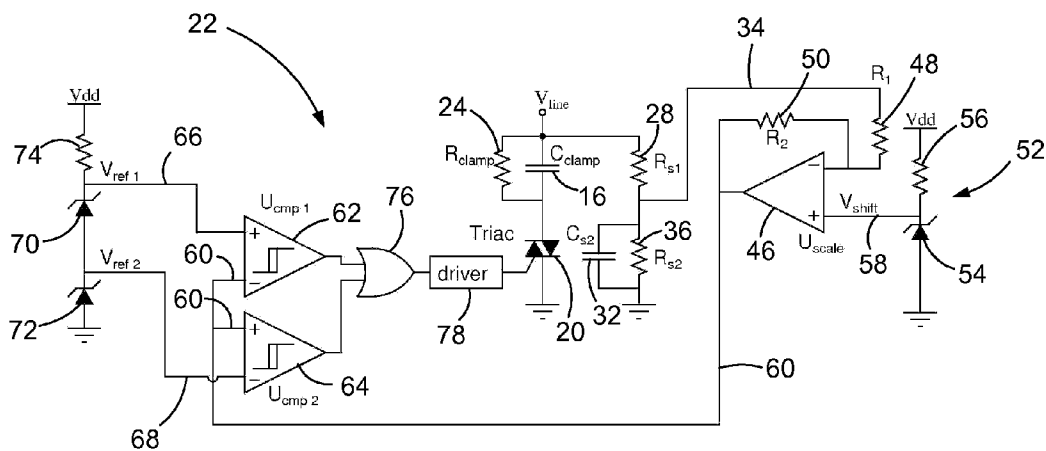 22
34
50
48
R1
24
Vline
28
Vdd
56
74
66
Rclamp
Cclamp
Rs1
R2
Vdd
52
Vref 1
16
Ucmp 1
62
76
Vshift
70
60
Triac
Cs2
36
46
Uscale
58
Vref 2
Rs2
54
72
60
driver
32
20
78
60
64
Ucmp 2
68
+
−
+
−
−
+